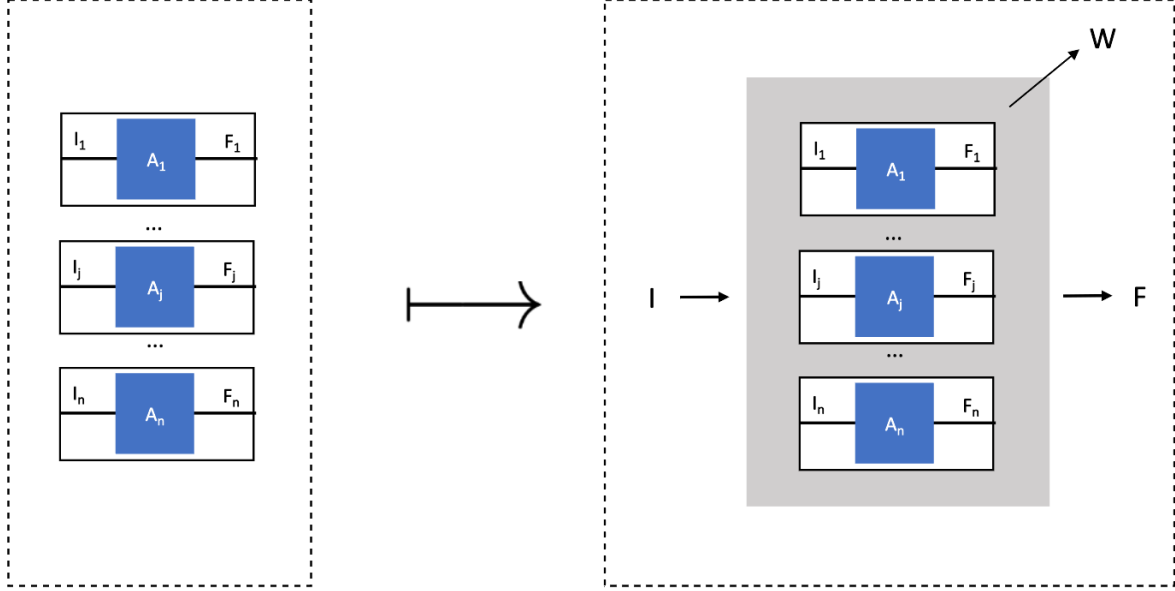 I₁ A₁ F₁
...
Iⱼ Aⱼ Fⱼ
...
Iₙ Aₙ Fₙ
W
I₁ A₁ F₁
...
I Iⱼ Aⱼ Fⱼ F
...
Iₙ Aₙ Fₙ